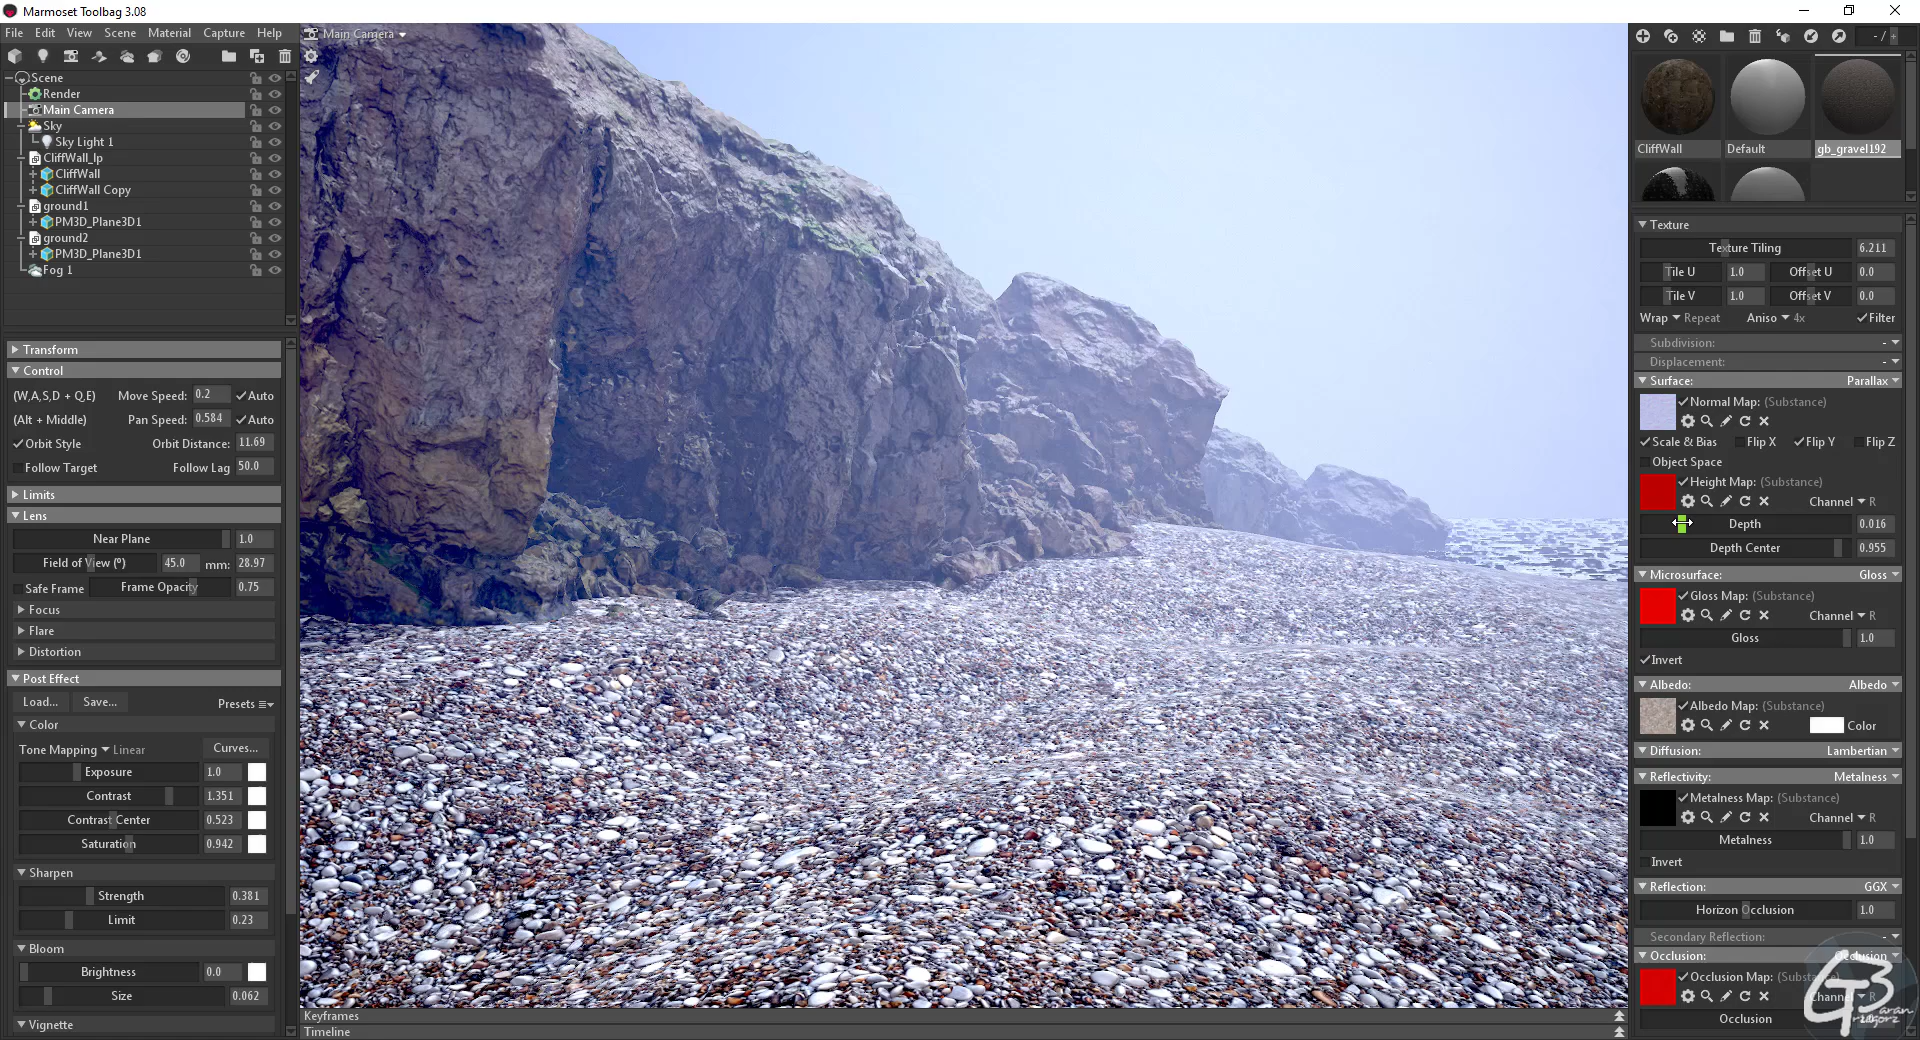 Marmoset Toolbag 3.08
File Edit View Scene Material Capture Help
Scene
Render
Main Camera
Sky
Sky Light 1
CliffWall_lp
CliffWall
CliffWall Copy
ground1
PM3D_Plane3D1
ground2
PM3D_Plane3D1
Fog 1
Transform
Control
(W,A,S,D + Q,E) Move Speed: 0.2 Auto
(Alt + Middle) Pan Speed: 0.584 Auto
Orbit Style Orbit Distance: 11.69
Follow Target Follow Lag 50.0
Limits
Lens
Near Plane 1.0
Field of View (º) 45.0 mm: 28.97
Safe Frame Frame Opacity 0.75
Focus
Flare
Distortion
Post Effect
Load... Save... Presets
Color
Tone Mapping Linear Curves...
Exposure 1.0
Contrast 1.351
Contrast Center 0.523
Saturation 0.942
Sharpen
Strength 0.381
Limit 0.23
Bloom
Brightness 0.0
Size 0.062
Vignette
Main Camera
Keyframes
Timeline
- / +
CliffWall Default gb_gravel192
Texture
Texture Tiling 6.211
Tile U 1.0 Offset U 0.0
Tile V 1.0 Offset V 0.0
Wrap Repeat Aniso 4x Filter
Subdivision: -
Displacement: -
Surface: Parallax
Normal Map: (Substance)
Scale & Bias Flip X Flip Y Flip Z
Object Space
Height Map: (Substance)
Channel R
Depth 0.016
Depth Center 0.955
Microsurface: Gloss
Gloss Map: (Substance)
Channel R
Gloss 1.0
Invert
Albedo: Albedo
Albedo Map: (Substance)
Color
Diffusion: Lambertian
Reflectivity: Metalness
Metalness Map: (Substance)
Channel R
Metalness 1.0
Invert
Reflection: GGX
Horizon Occlusion 1.0
Secondary Reflection: -
Occlusion: Occlusion
Occlusion Map: (Substance)
Channel R
Occlusion